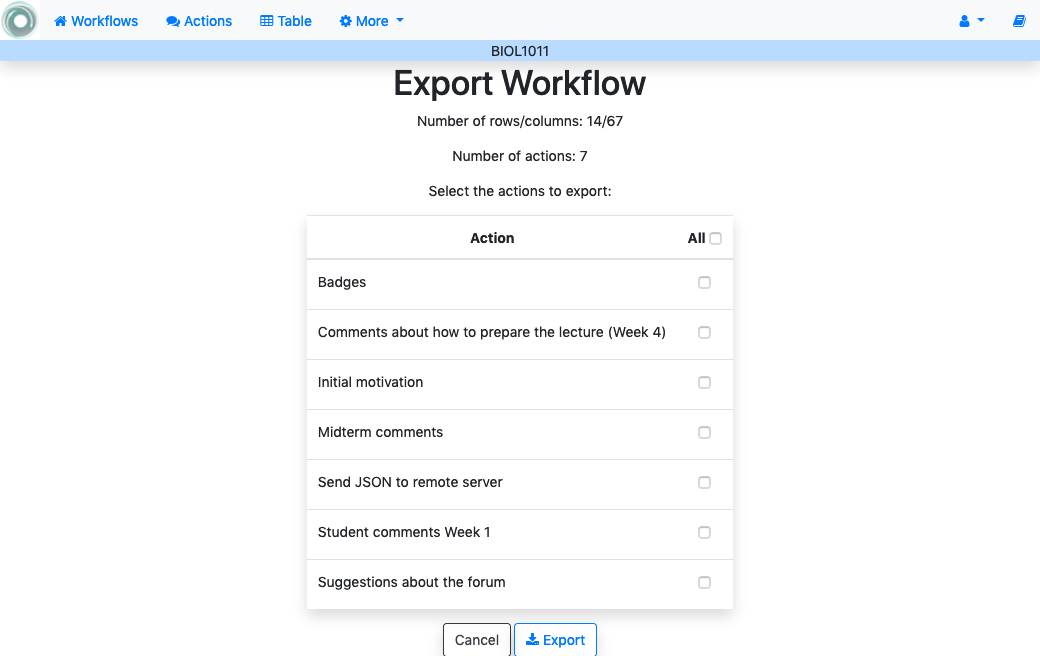 Workflows Actions Table More
BIOL1011
Export Workflow
Number of rows/columns: 14/67
Number of actions: 7
Select the actions to export:
Action All
Badges
Comments about how to prepare the lecture (Week 4)
Initial motivation
Midterm comments
Send JSON to remote server
Student comments Week 1
Suggestions about the forum
Cancel Export